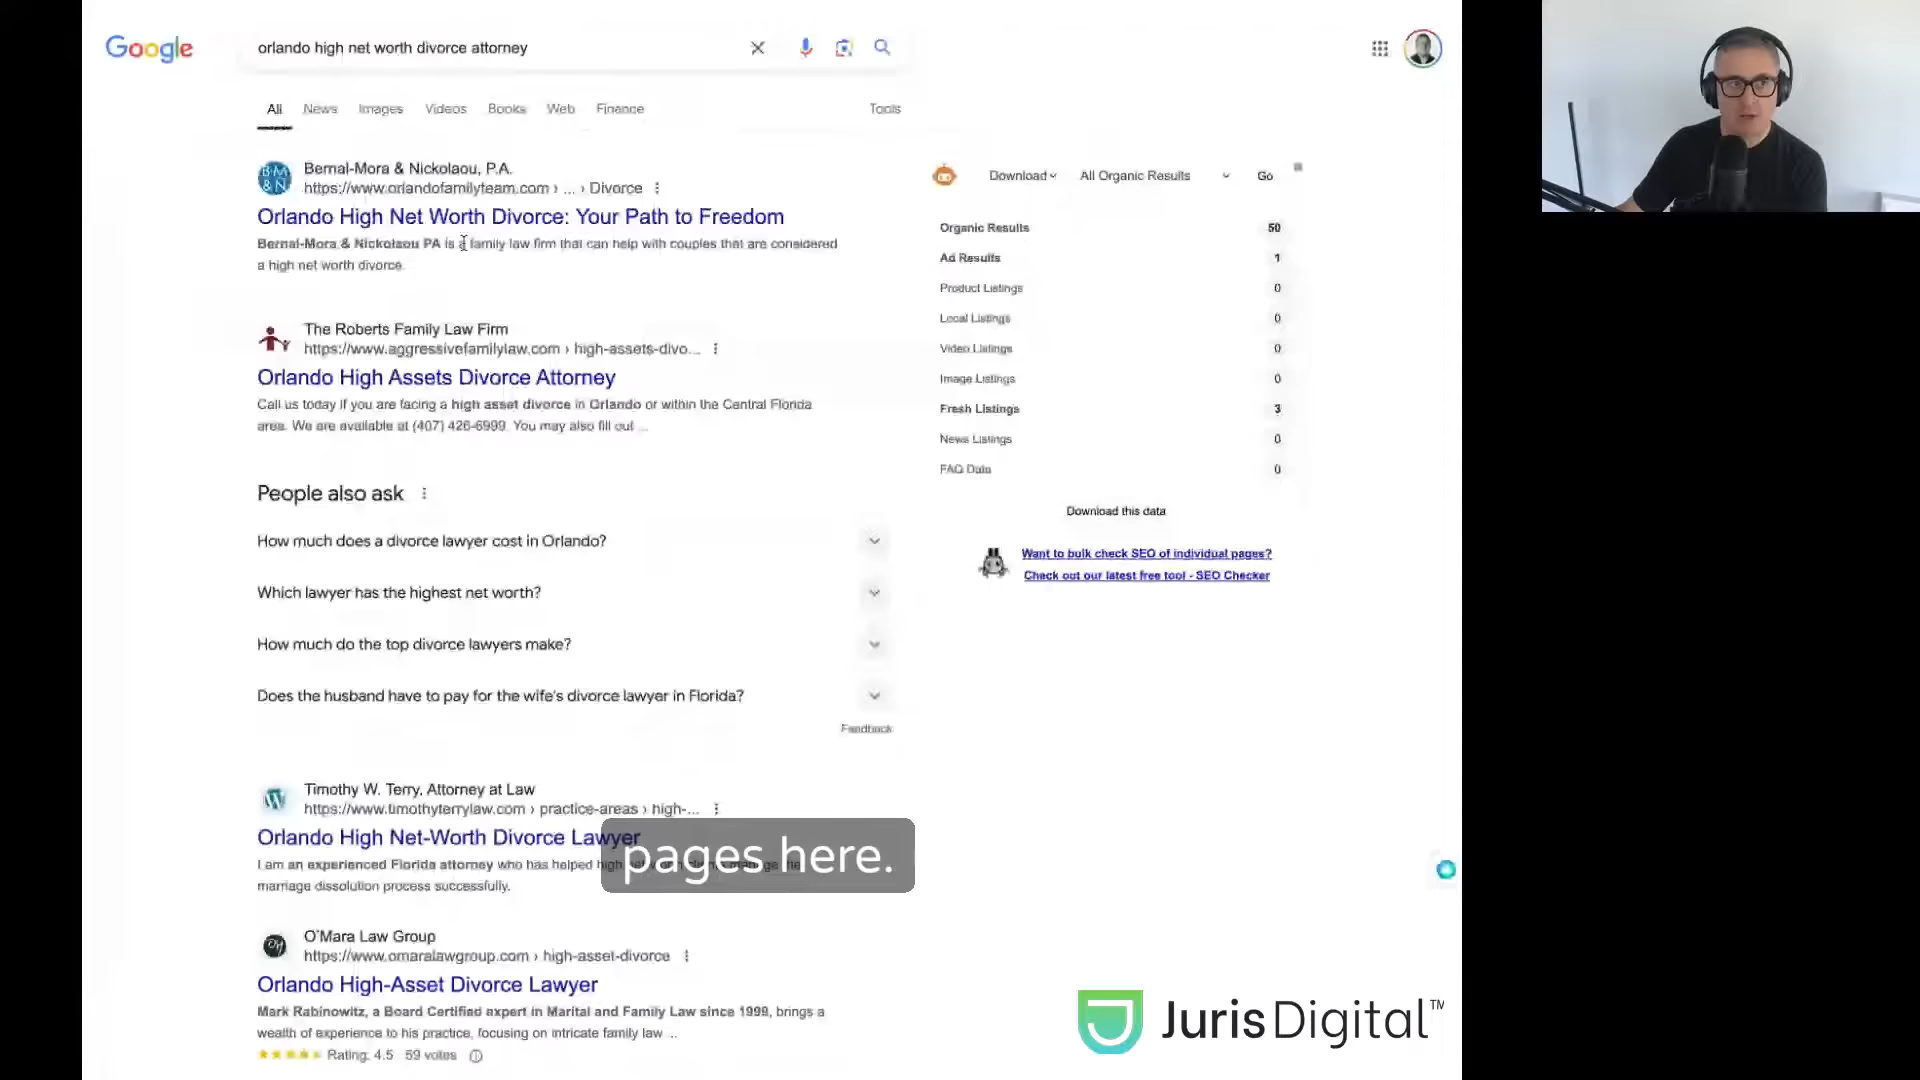 Google
orlando high net worth divorce attorney
All News Images Videos Books Web Finance Tools
Bernal-Mora & Nickolaou, P.A.
https://www.orlandofamilyteam.com › ... › Divorce
Orlando High Net Worth Divorce: Your Path to Freedom
Bernal-Mora & Nickolaou PA is a family law firm that can help with couples that are considered
a high net worth divorce.
The Roberts Family Law Firm
https://www.aggressivefamilylaw.com › high-assets-divo...
Orlando High Assets Divorce Attorney
Call us today if you are facing a high asset divorce in Orlando or within the Central Florida
area. We are available at (407) 426-6999. You may also fill out ...
People also ask
How much does a divorce lawyer cost in Orlando?
Which lawyer has the highest net worth?
How much do the top divorce lawyers make?
Does the husband have to pay for the wife's divorce lawyer in Florida?
Feedback
Timothy W. Terry, Attorney at Law
https://www.timothyterrylaw.com › practice-areas › high-...
Orlando High Net-Worth Divorce Lawyer
I am an experienced Florida attorney who has helped high
marriage dissolution process successfully.
pages here.
O'Mara Law Group
https://www.omaralawgroup.com › high-asset-divorce
Orlando High-Asset Divorce Lawyer
Mark Rabinowitz, a Board Certified expert in Marital and Family Law since 1999, brings a
wealth of experience to his practice, focusing on intricate family law ...
Rating: 4.5 59 votes
Download All Organic Results Go
Organic Results 50
Ad Results 1
Product Listings 0
Local Listings 0
Video Listings 0
Image Listings 0
Fresh Listings 3
News Listings 0
FAQ Data 0
Download this data
Want to bulk check SEO of individual pages?
Check out our latest free tool - SEO Checker
Juris Digital™